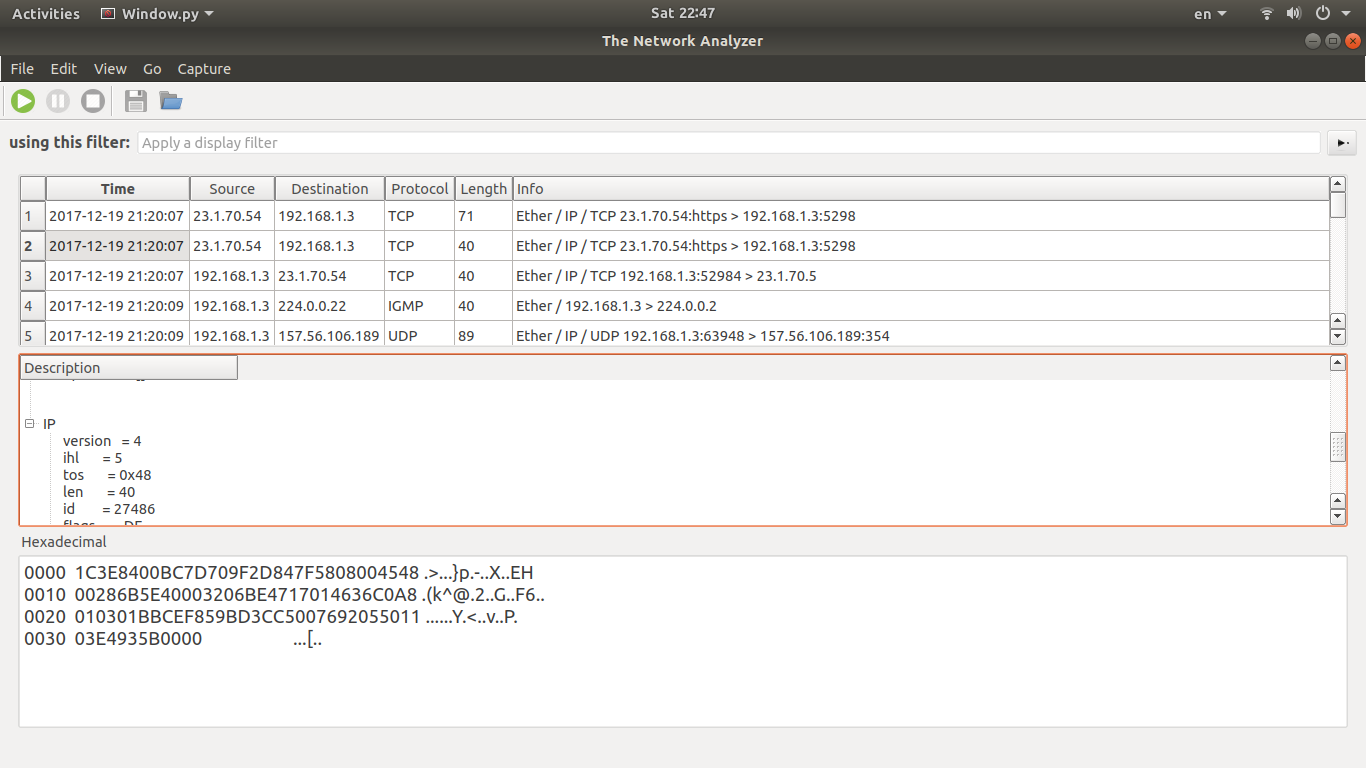 Activities Window.py Sat 22:47 en
The Network Analyzer
File Edit View Go Capture
using this filter: Apply a display filter
Time Source Destination Protocol Length Info
1 2017-12-19 21:20:07 23.1.70.54 192.168.1.3 TCP 71 Ether / IP / TCP 23.1.70.54:https > 192.168.1.3:5298
2 2017-12-19 21:20:07 23.1.70.54 192.168.1.3 TCP 40 Ether / IP / TCP 23.1.70.54:https > 192.168.1.3:5298
3 2017-12-19 21:20:07 192.168.1.3 23.1.70.54 TCP 40 Ether / IP / TCP 192.168.1.3:52984 > 23.1.70.5
4 2017-12-19 21:20:09 192.168.1.3 224.0.0.22 IGMP 40 Ether / 192.168.1.3 > 224.0.0.2
5 2017-12-19 21:20:09 192.168.1.3 157.56.106.189 UDP 89 Ether / IP / UDP 192.168.1.3:63948 > 157.56.106.189:354
Description
IP
version = 4
ihl = 5
tos = 0x48
len = 40
id = 27486
Hexadecimal
0000 1C3E8400BC7D709F2D847F5808004548 .>...}p.-..X..EH
0010 00286B5E40003206BE4717014636C0A8 .(k^@.2..G..F6..
0020 010301BBCEF859BD3CC5007692055011 ......Y.<..v..P.
0030 03E4935B0000 ...[..